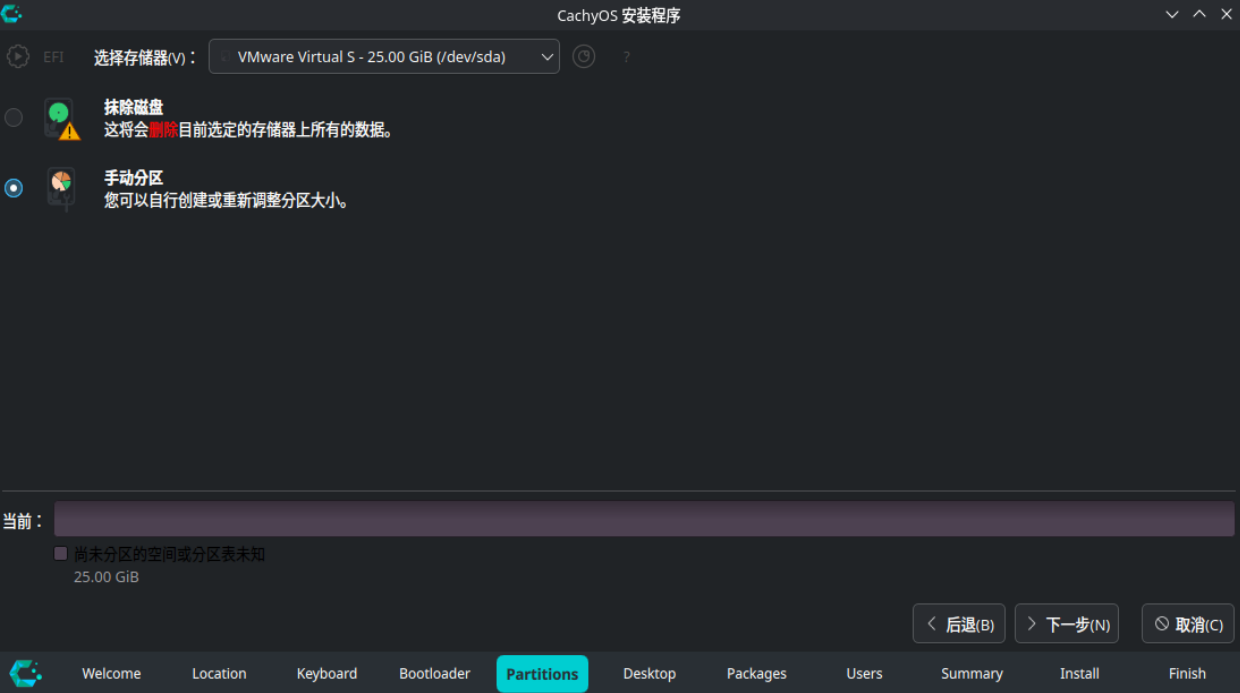 CachyOS 安装程序
EFI 选择存储器(V)： VMware Virtual S - 25.00 GiB (/dev/sda) ?
抹除磁盘
这将会删除目前选定的存储器上所有的数据。
手动分区
您可以自行创建或重新调整分区大小。
当前：
尚未分区的空间或分区表未知
25.00 GiB
后退(B) 下一步(N) 取消(C)
Welcome Location Keyboard Bootloader Partitions Desktop Packages Users Summary Install Finish